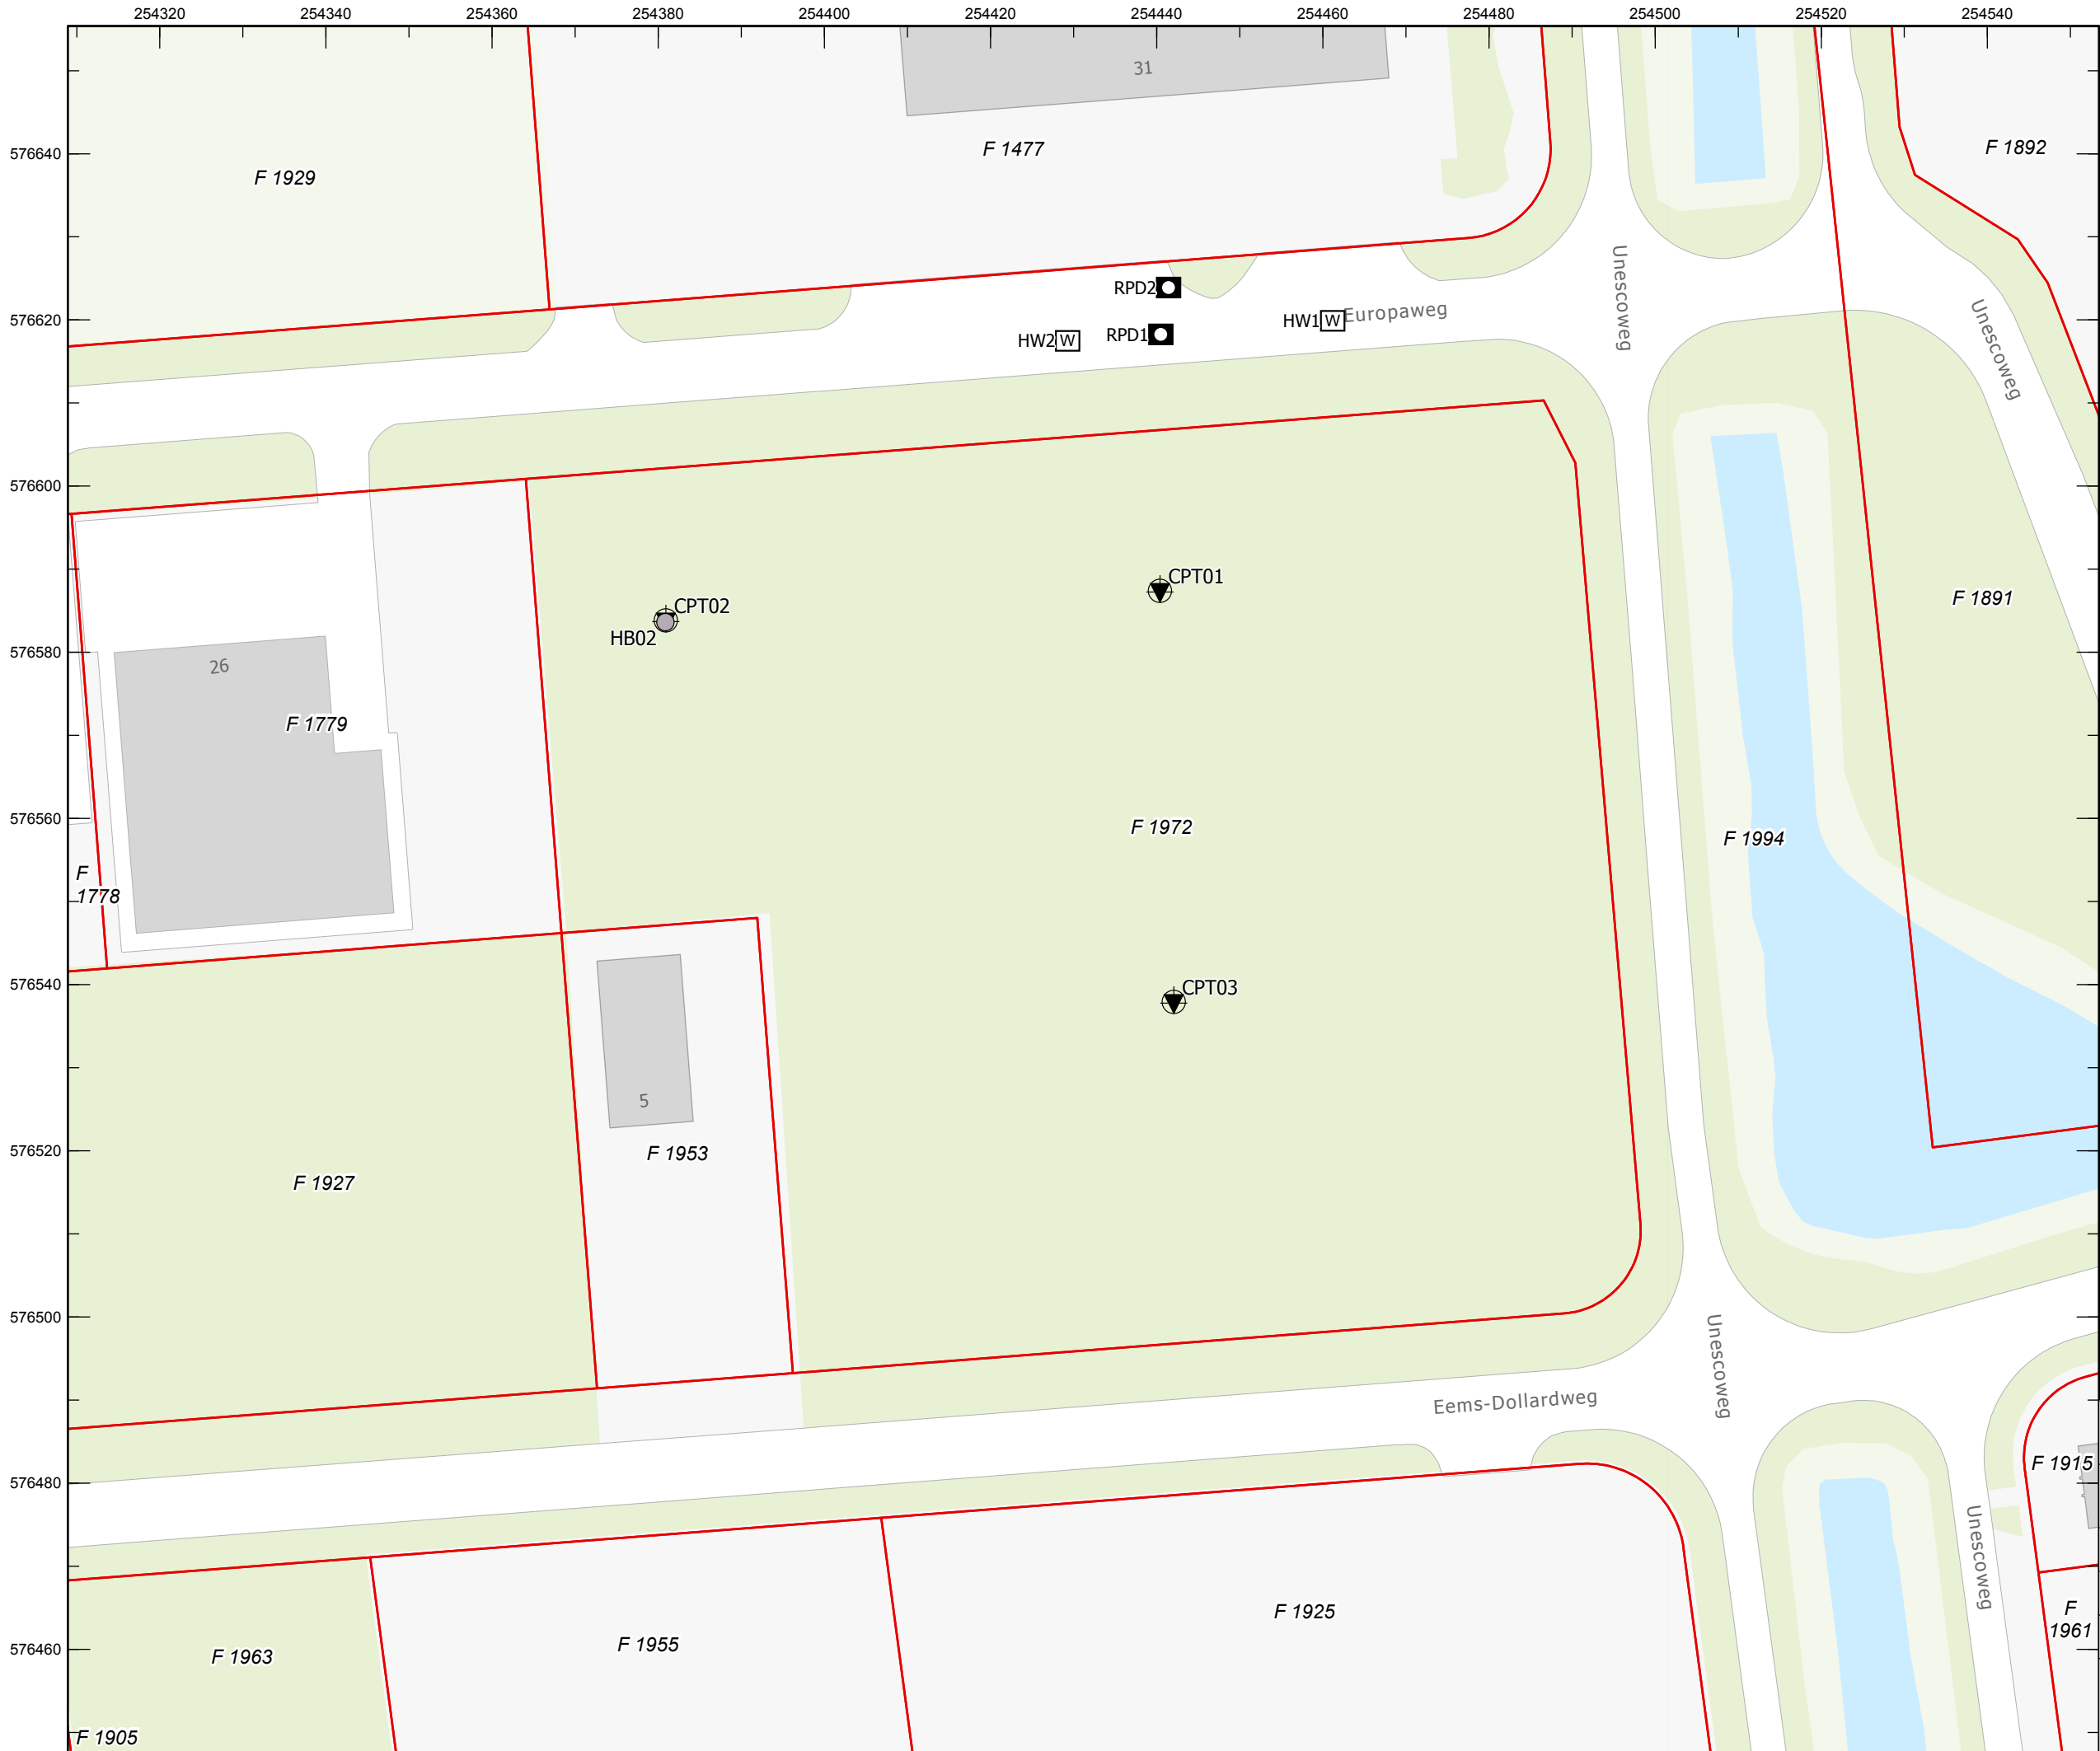 254320 254340 254360 254380 254400 254420 254440 254460 254480 254500 254520 254540
31
576640
F 1929
F 1477
F 1892
Unescoweg
RPD2
576620
HW1 W Europaweg
HW2 W
RPD1
Unescoweg
576600
CPT01
CPT02
HB02
F 1891
576580
26
F 1779
576560
F 1972
F 1994
F
1778
576540
CPT03
5
576520
F 1953
F 1927
576500
Unescoweg
Eems-Dollardweg
576480
F 1915
Unescoweg
576460
F 1963
F 1955
F 1925
F
1961
F 1905